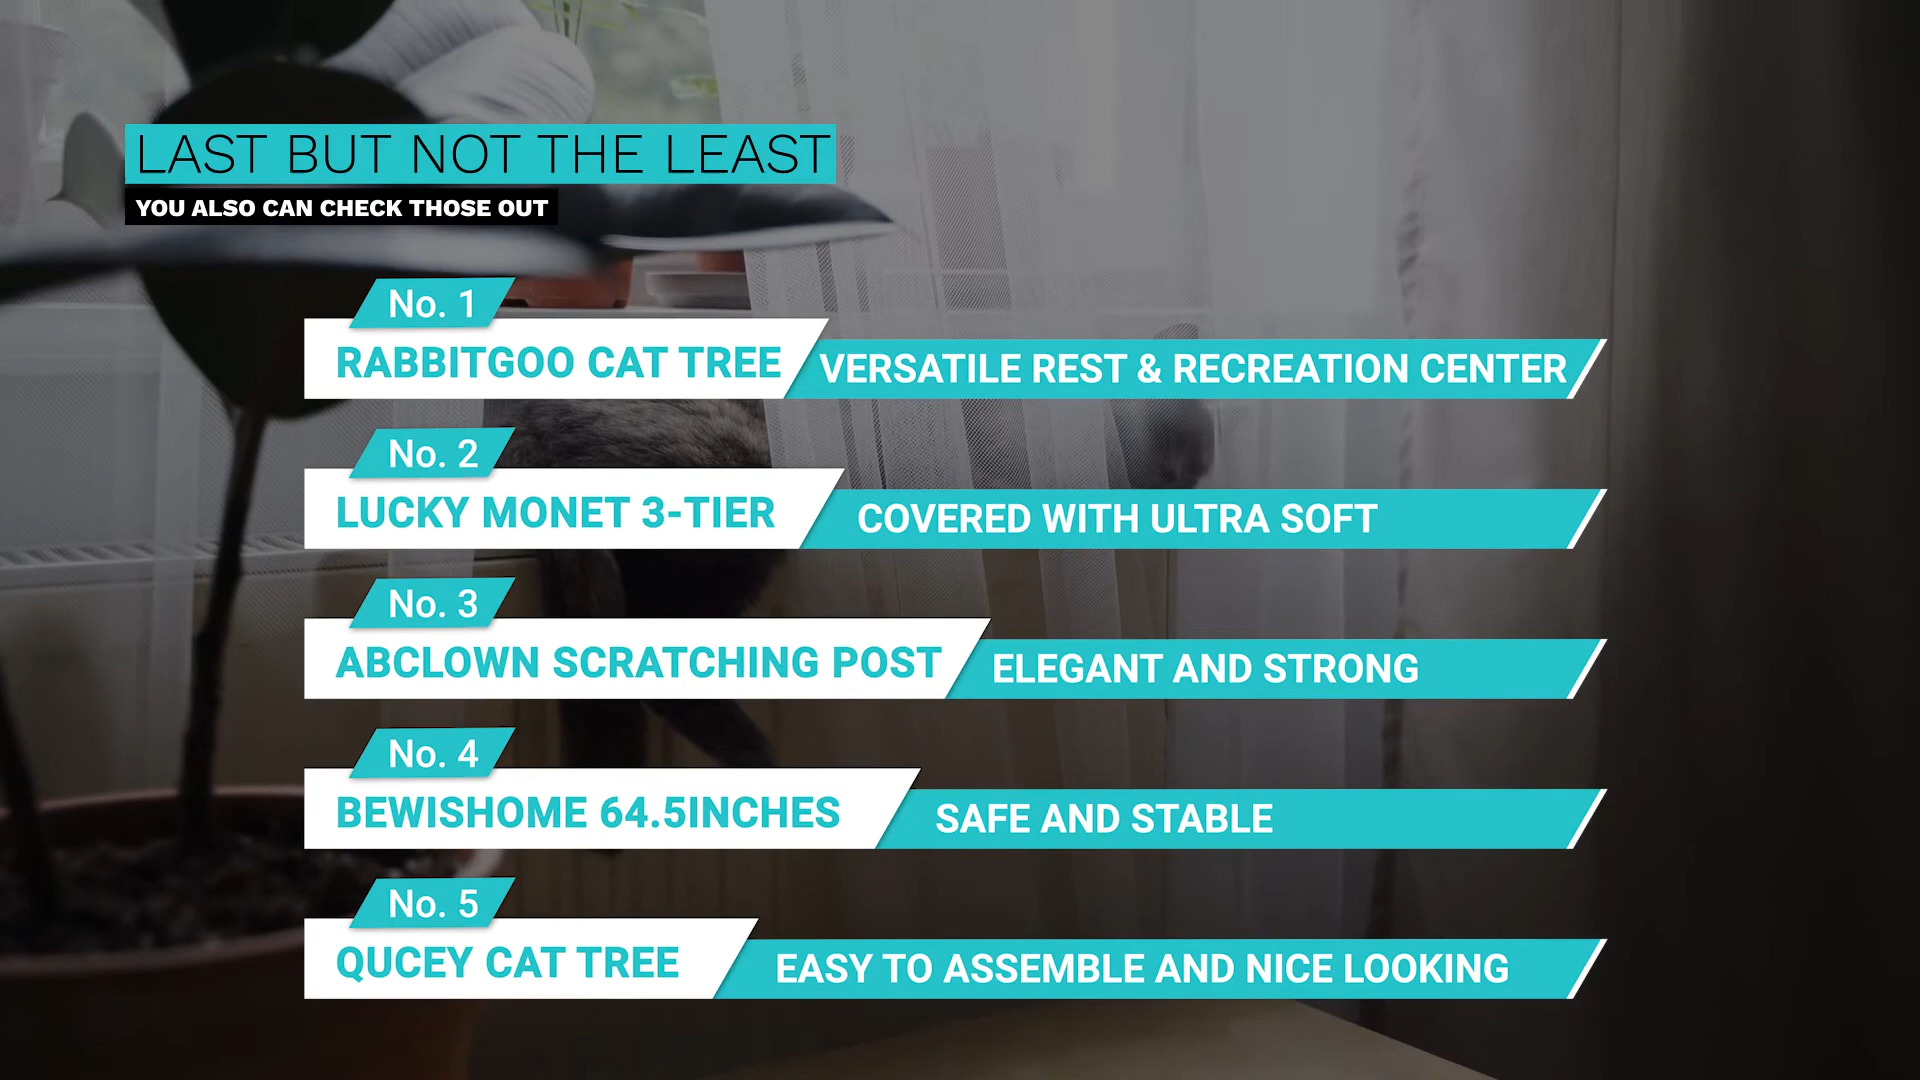 LAST BUT NOT THE LEAST
YOU ALSO CAN CHECK THOSE OUT
No. 1
RABBITGOO CAT TREE VERSATILE REST & RECREATION CENTER
No. 2
LUCKY MONET 3-TIER COVERED WITH ULTRA SOFT
No. 3
ABCLOWN SCRATCHING POST ELEGANT AND STRONG
No. 4
BEWISHOME 64.5INCHES SAFE AND STABLE
No. 5
QUCEY CAT TREE EASY TO ASSEMBLE AND NICE LOOKING